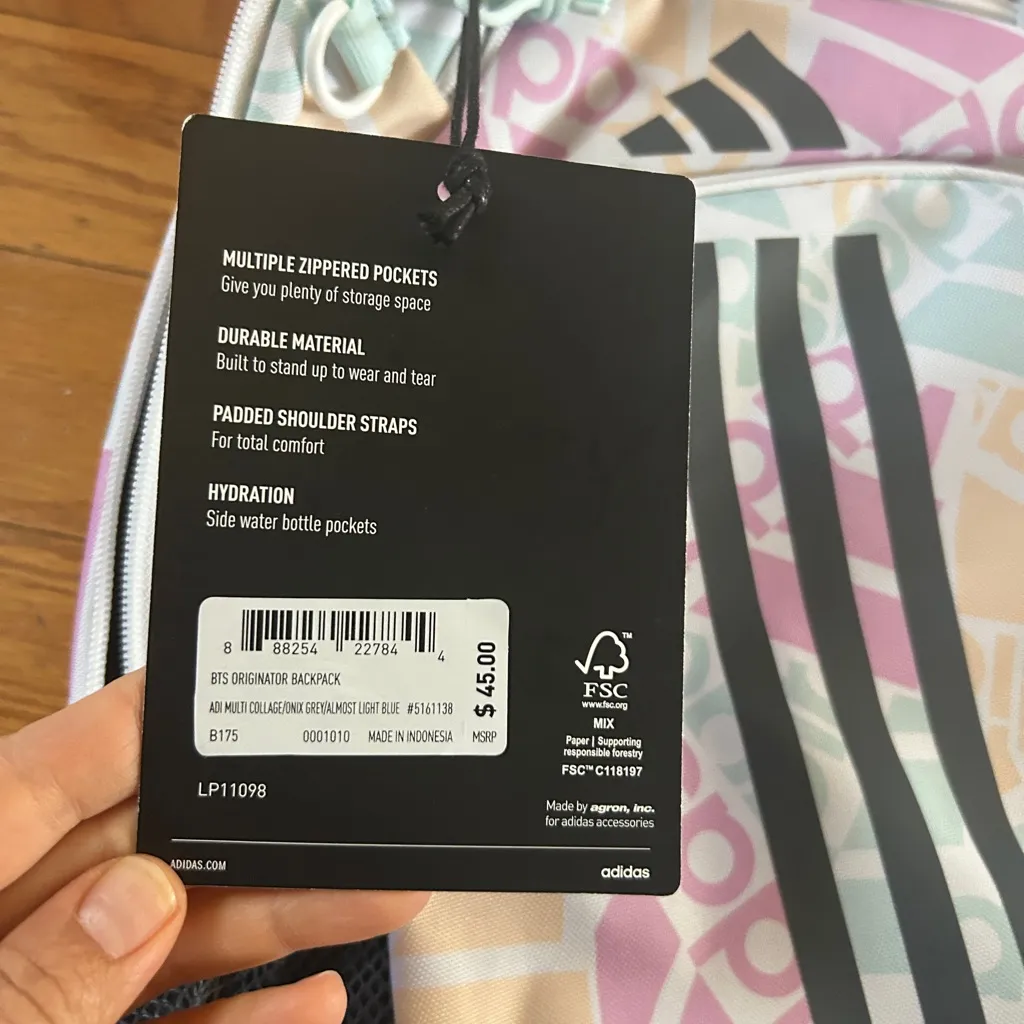 MULTIPLE ZIPPERED POCKETS
Give you plenty of storage space
DURABLE MATERIAL
Built to stand up to wear and tear
PADDED SHOULDER STRAPS
For total comfort
HYDRATION
Side water bottle pockets
8 88254 22784 4
BTS ORIGINATOR BACKPACK
ADI MULTI COLLAGE/ONIX GREY/ALMOST LIGHT BLUE #5161138
B175 0001010 MADE IN INDONESIA MSRP
$ 45.00
LP11098
FSC™
www.fsc.org
MIX
Paper | Supporting
responsible forestry
FSC™ C118197
Made by agron, inc.
for adidas accessories
ADIDAS.COM
adidas